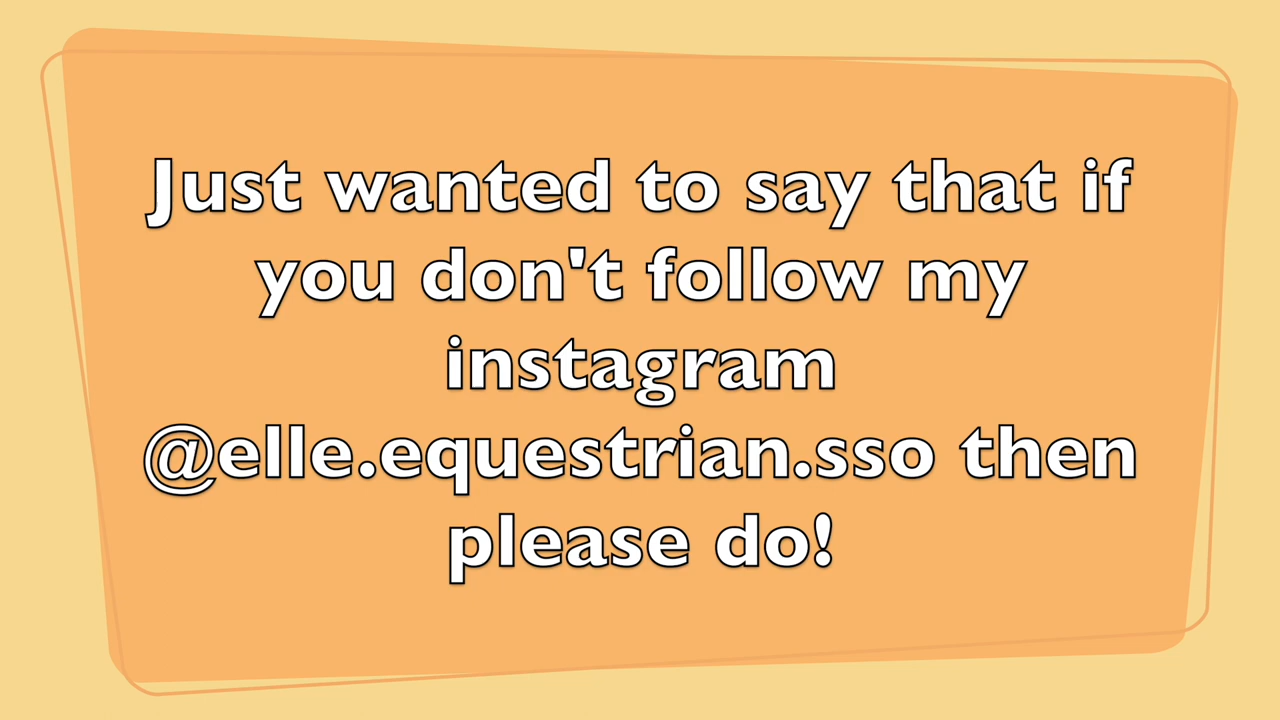 Just wanted to say that if
you don't follow my
instagram
@elle.equestrian.sso then
please do!